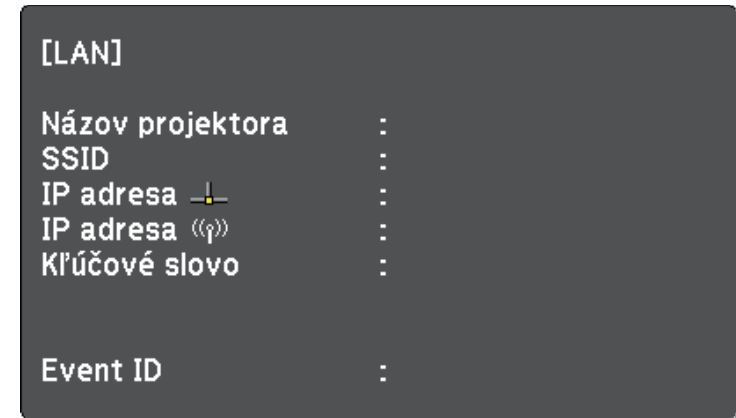 [LAN]
Názov projektora :
SSID :
IP adresa :
IP adresa :
Kľúčové slovo :
Event ID :